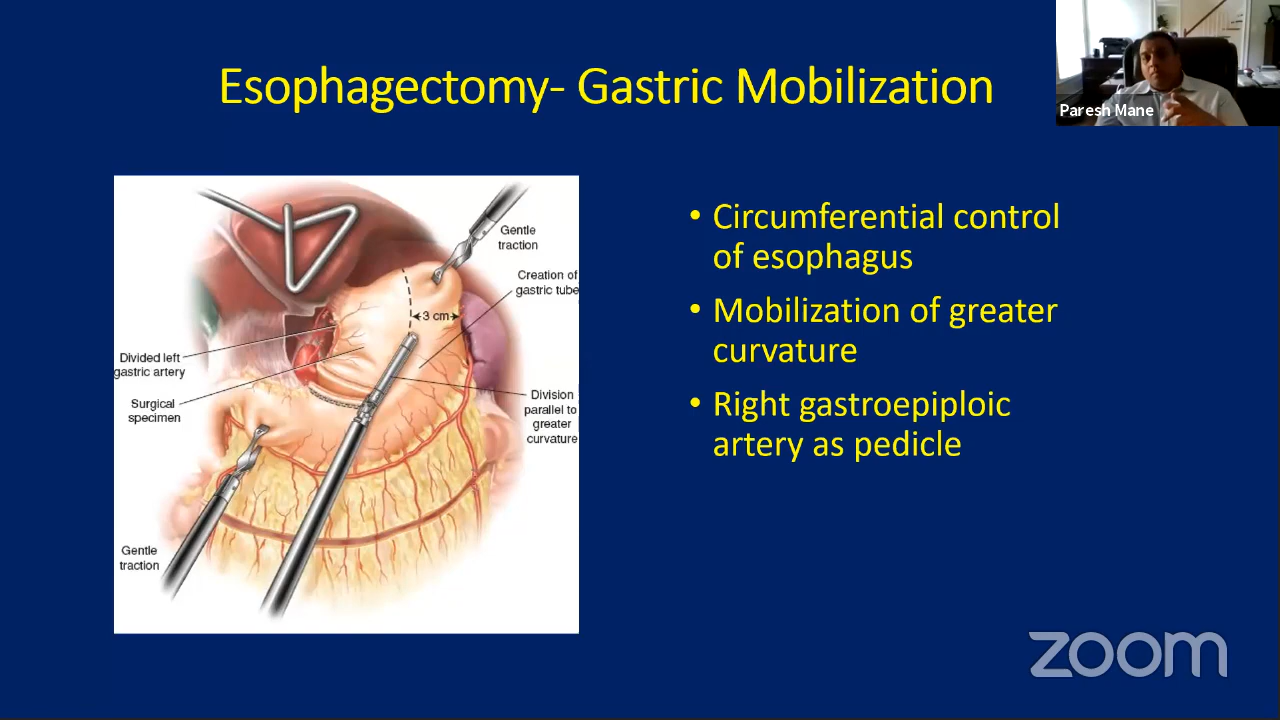 Esophagectomy- Gastric Mobilization
Paresh Mane
Gentle
traction
Creation of
gastric tube
3 cm
Divided left
gastric artery
Surgical
specimen
Division
parallel to
greater
curvature
Gentle
traction
• Circumferential control
of esophagus
• Mobilization of greater
curvature
• Right gastroepiploic
artery as pedicle
zoom